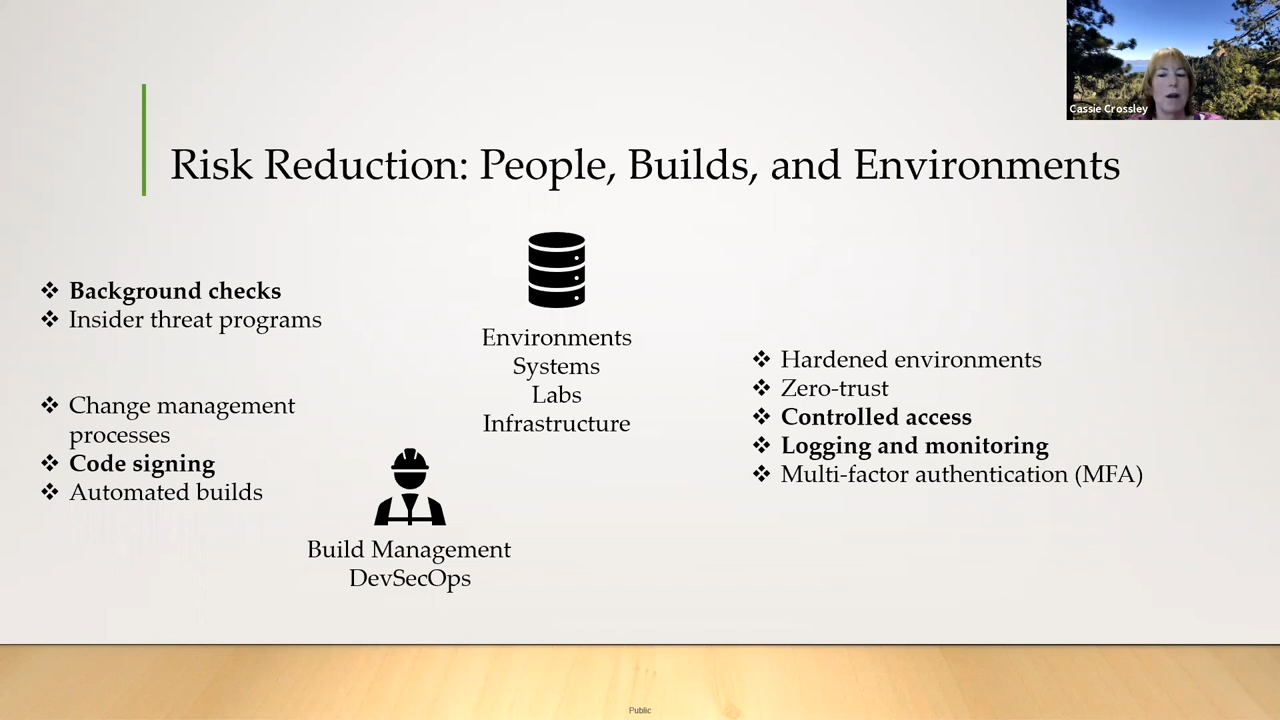 Cassie Crossley
Risk Reduction: People, Builds, and Environments
❖ Background checks
❖ Insider threat programs
❖ Change management
processes
❖ Code signing
❖ Automated builds
Environments
Systems
Labs
Infrastructure
Build Management
DevSecOps
❖ Hardened environments
❖ Zero-trust
❖ Controlled access
❖ Logging and monitoring
❖ Multi-factor authentication (MFA)
Public